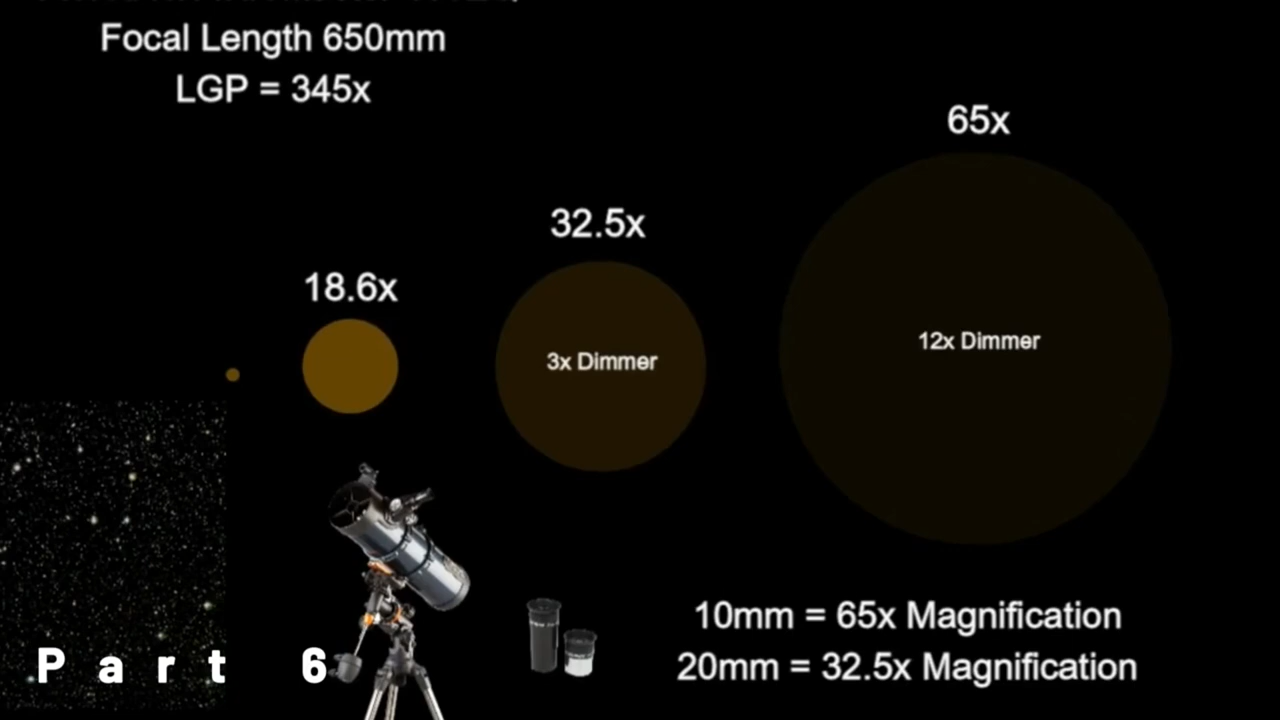 Focal Length 650mm
LGP = 345x
65x
32.5x
18.6x
3x Dimmer
12x Dimmer
10mm = 65x Magnification
20mm = 32.5x Magnification
Part 6